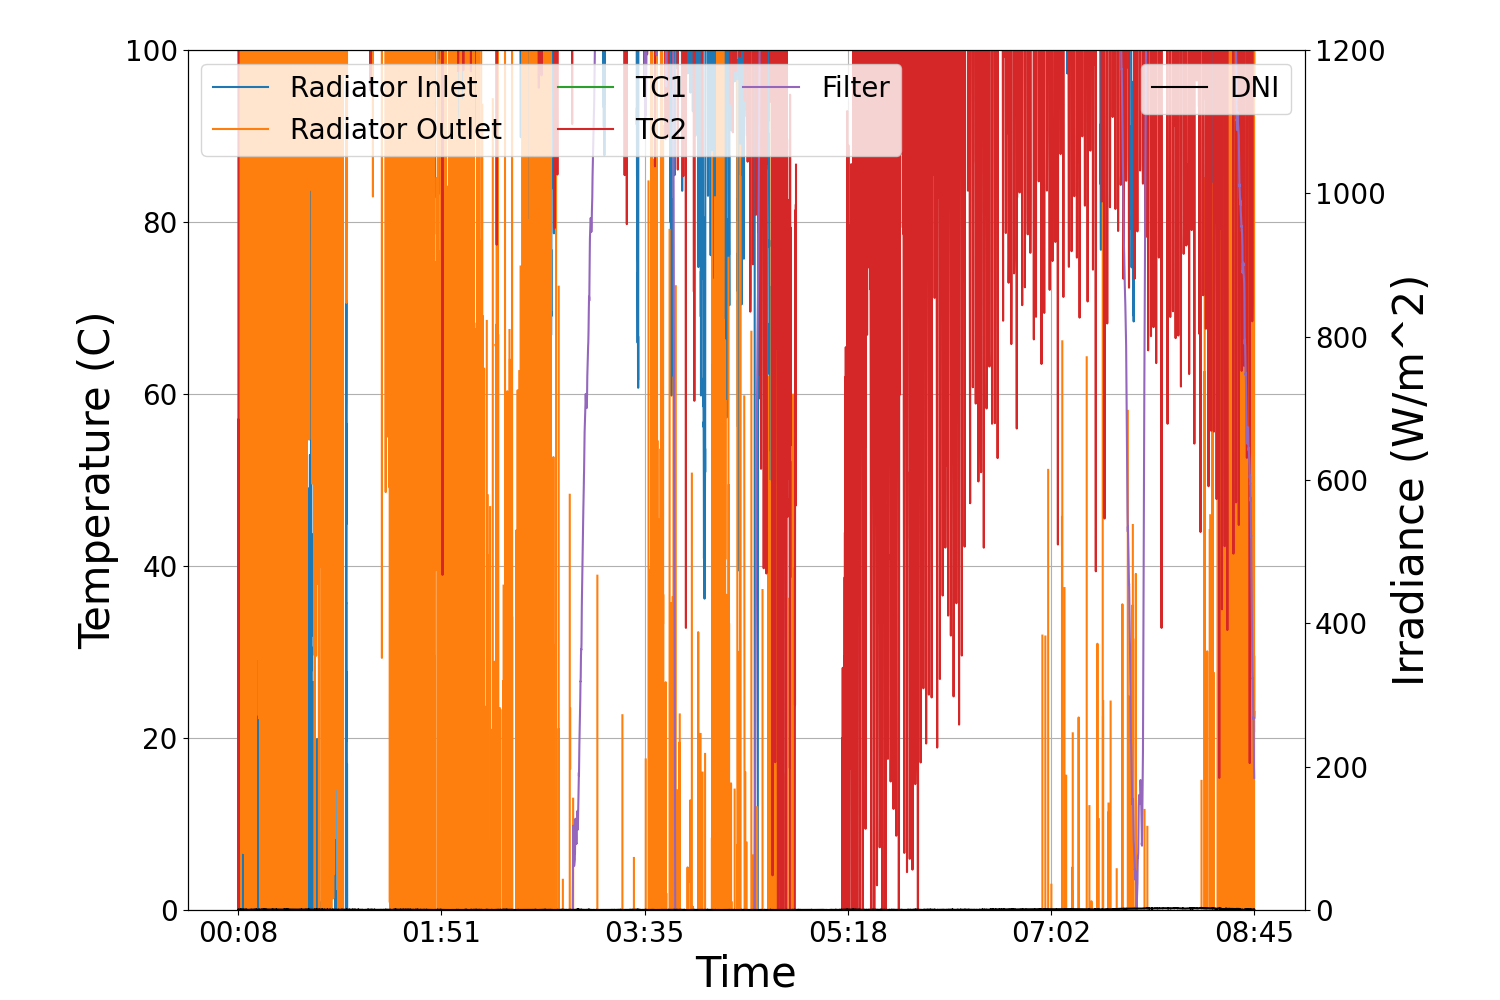 Radiator Inlet
Radiator Outlet
TC1
TC2
Filter
DNI
Temperature (C)
100
80
60
40
20
0
Irradiance (W/m^2)
1200
1000
800
600
400
200
0
00:08 01:51 03:35 05:18 07:02 08:45
Time